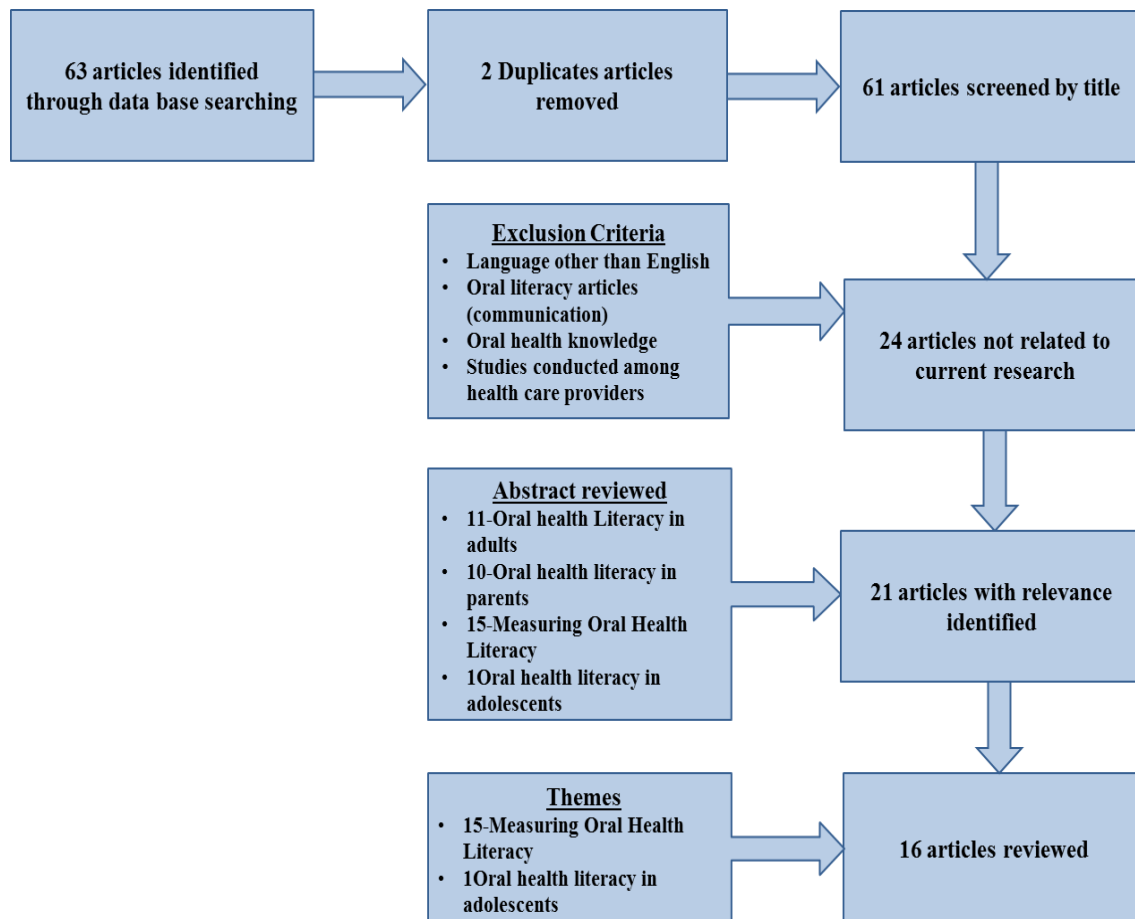 63 articles identified
through data base searching
2 Duplicates articles
removed
61 articles screened by title
Exclusion Criteria
• Language other than English
• Oral literacy articles
(communication)
• Oral health knowledge
• Studies conducted among
health care providers
24 articles not related to
current research
Abstract reviewed
• 11-Oral health Literacy in
adults
• 10-Oral health literacy in
parents
• 15-Measuring Oral Health
Literacy
• 1Oral health literacy in
adolescents
21 articles with relevance
identified
Themes
• 15-Measuring Oral Health
Literacy
• 1Oral health literacy in
adolescents
16 articles reviewed